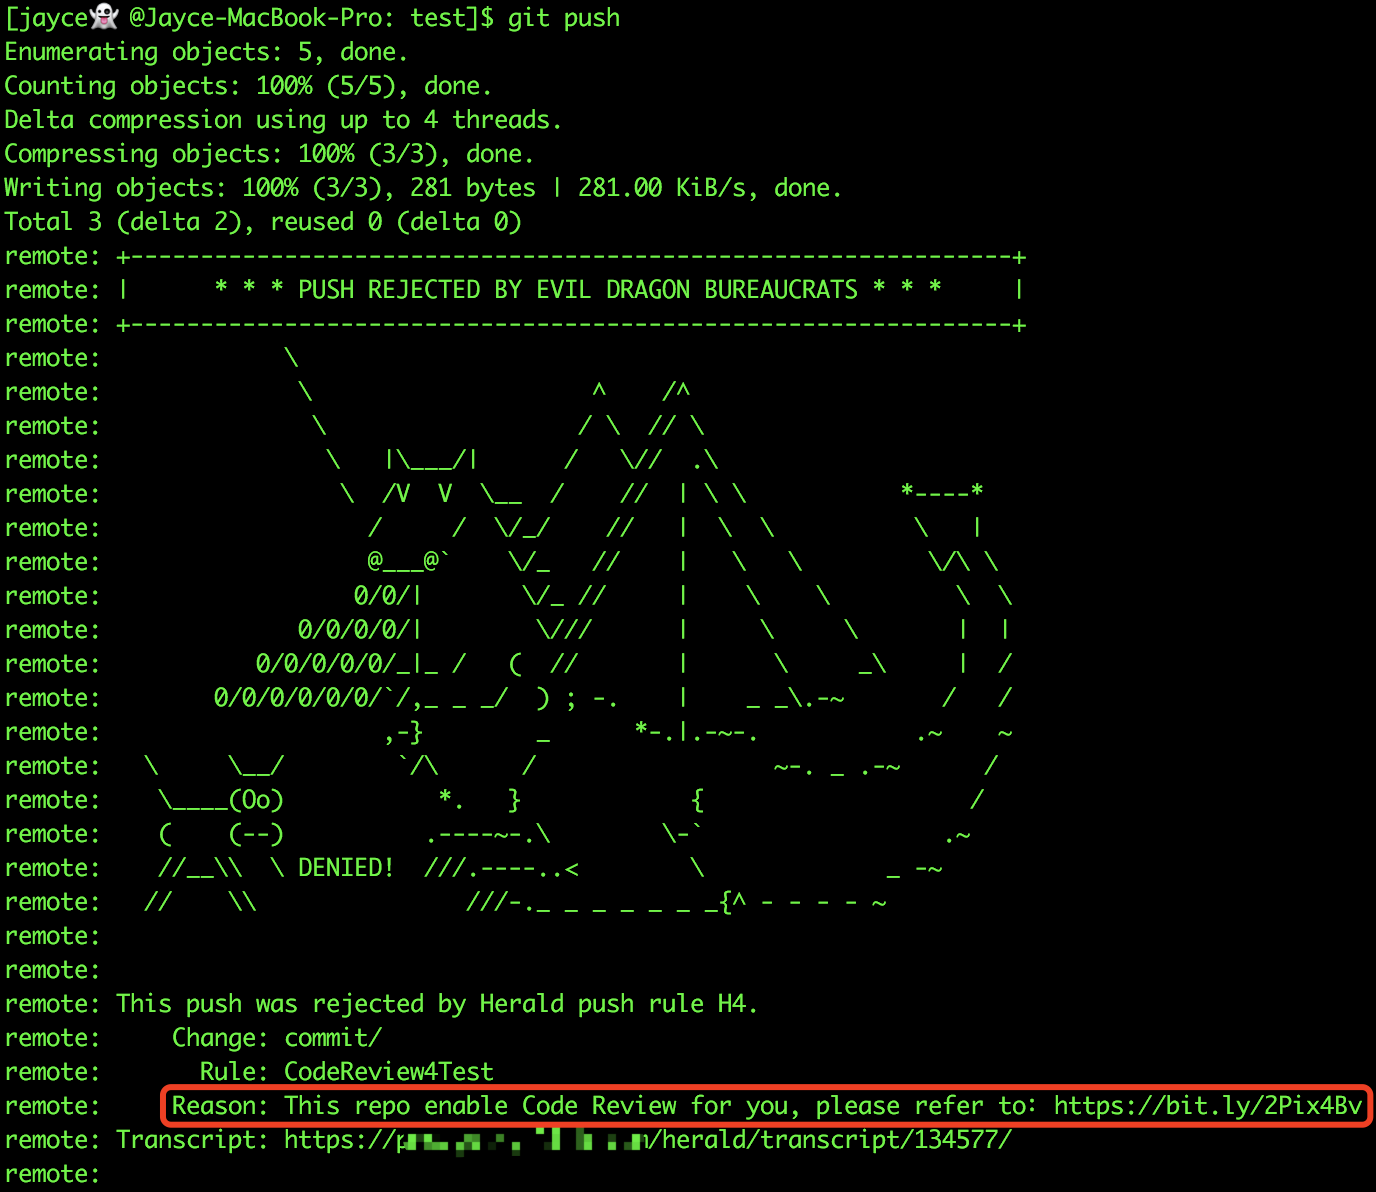 [jayce👻 @Jayce-MacBook-Pro: test]$ git push
Enumerating objects: 5, done.
Counting objects: 100% (5/5), done.
Delta compression using up to 4 threads.
Compressing objects: 100% (3/3), done.
Writing objects: 100% (3/3), 281 bytes | 281.00 KiB/s, done.
Total 3 (delta 2), reused 0 (delta 0)
remote: +---------------------------------------------------------------+
remote: |      * * * PUSH REJECTED BY EVIL DRAGON BUREAUCRATS * * *     |
remote: +---------------------------------------------------------------+
remote:             \
remote:              \                    ^    /^
remote:               \                  / \  // \
remote:                \   |\___/|      /   \//  .\
remote:                 \  /V  V  \__  /    //  | \ \           *----*
remote:                   /     /  \/_/    //   |  \  \          \   |
remote:                   @___@`    \/_   //    |   \   \         \/\ \
remote:                  0/0/|       \/_ //     |    \    \         \  \
remote:              0/0/0/0/|        \///      |     \     \       |  |
remote:           0/0/0/0/0/_|_ /   (  //       |      \     _\     |  /
remote:        0/0/0/0/0/0/`/,_ _ _/  ) ; -.    |    _ _\.-~       /   /
remote:                    ,-}        _      *-.|.-~-.           .~    ~
remote:   \     \__/        `/\      /                 ~-. _ .-~      /
remote:    \____(Oo)           *.   }            {                   /
remote:    (    (--)          .----~-.\        \-`                 .~
remote:    //__\\  \ DENIED!  ///.----..<        \             _ -~
remote:   //    \\               ///-._ _ _ _ _ _ _{^ - - - - ~
remote:
remote:
remote: This push was rejected by Herald push rule H4.
remote:     Change: commit/
remote:       Rule: CodeReview4Test
remote:     Reason: This repo enable Code Review for you, please refer to: https://bit.ly/2Pix4Bv
remote: Transcript: https:// /herald/transcript/134577/
remote: